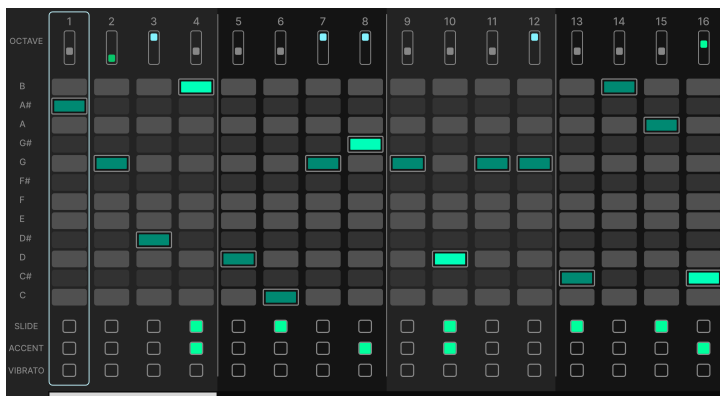 1 2 3 4 5 6 7 8 9 10 11 12 13 14 15 16
OCTAVE
B
A#
A
G#
G
F#
F
E
D#
D
C#
C
SLIDE
ACCENT
VIBRATO